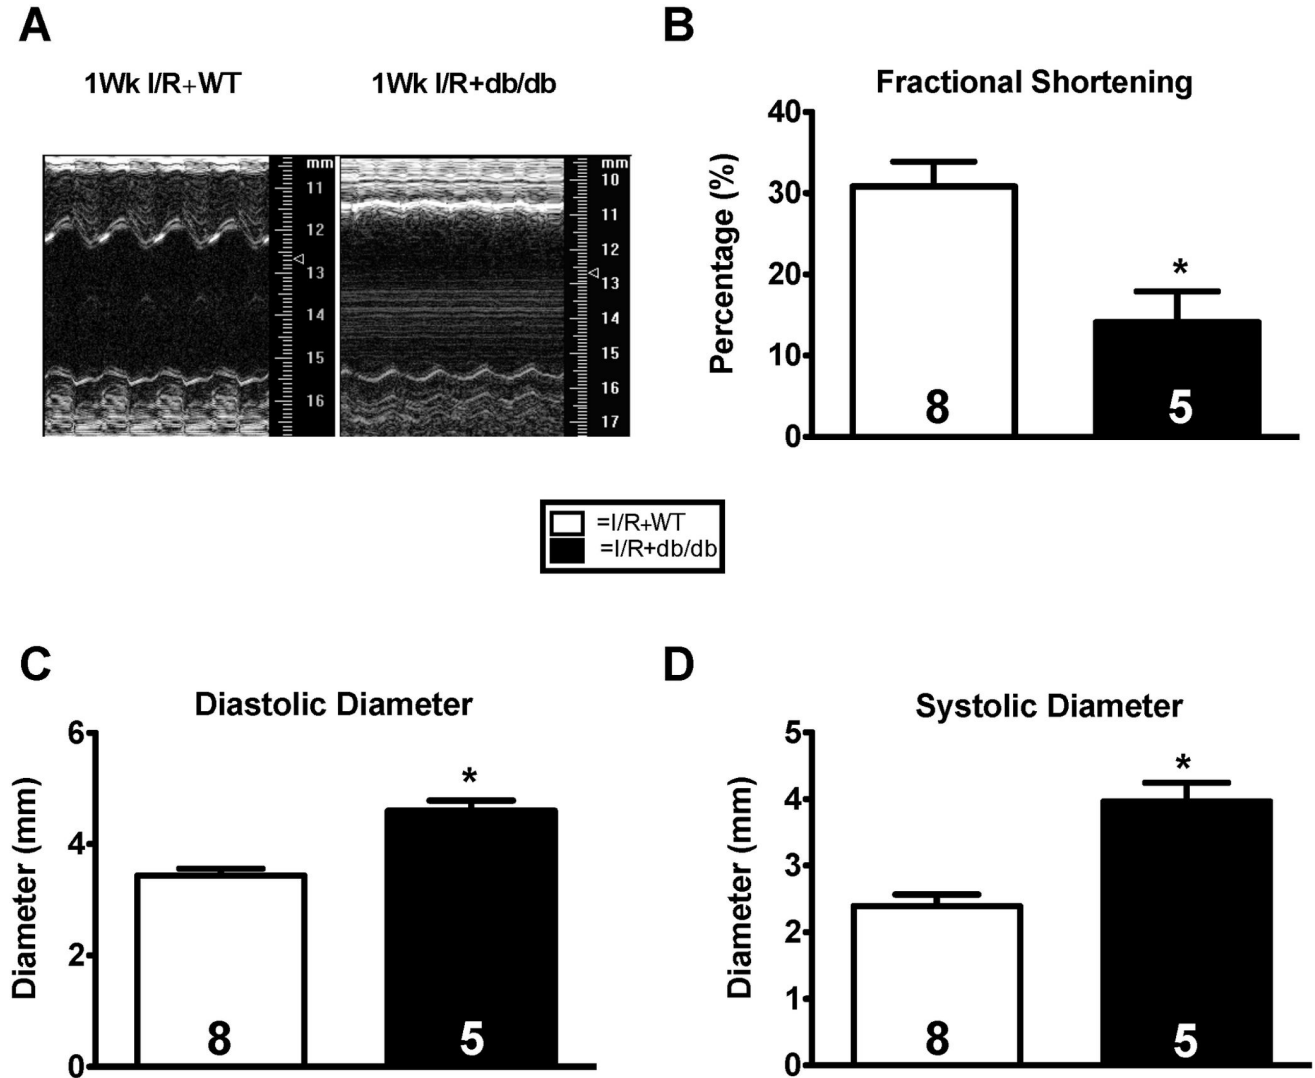 A
1Wk I/R+WT
1Wk I/R+db/db
mm
11
12
13
14
15
16
mm
10
11
12
13
14
15
16
17
B
Fractional Shortening
Percentage (%)
40
30
20
10
0
*
8
5
=I/R+WT
=I/R+db/db
C
Diastolic Diameter
Diameter (mm)
6
4
2
0
*
8
5
D
Systolic Diameter
Diameter (mm)
5
4
3
2
1
0
*
8
5